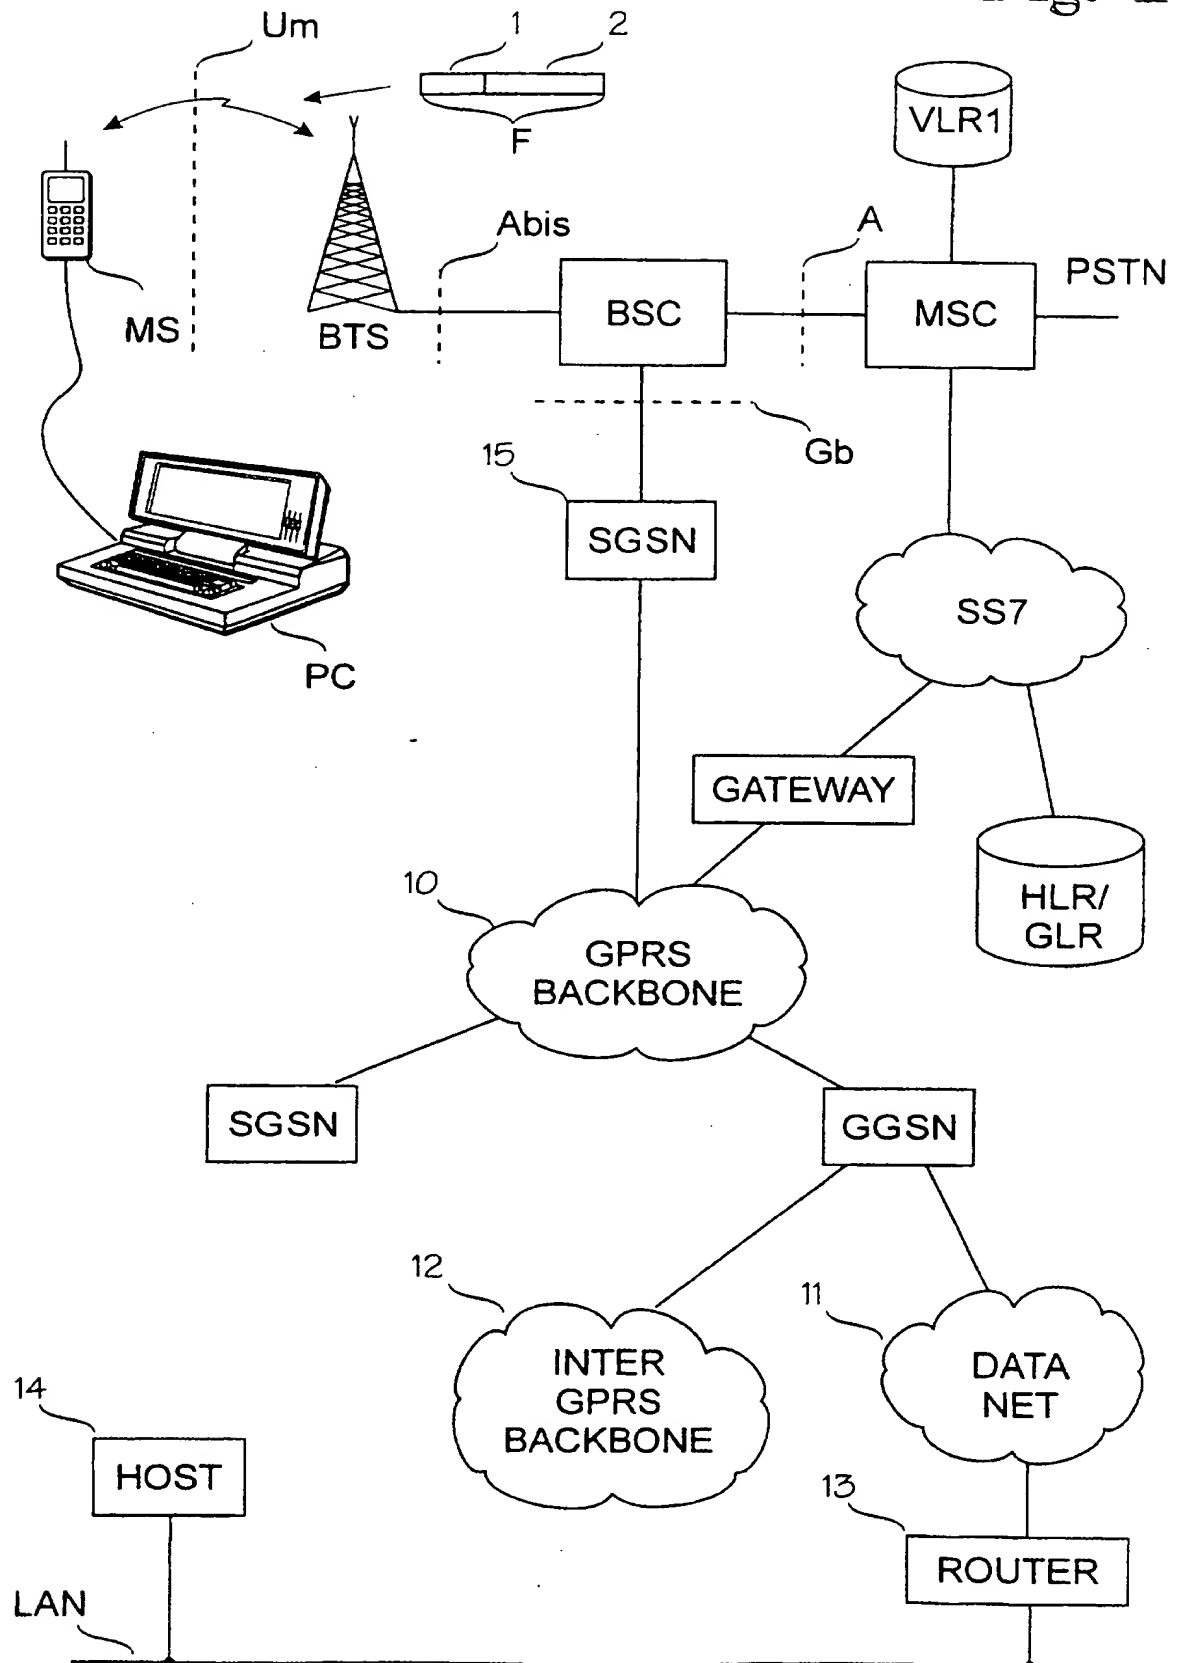 Um
1
2
F
VLR1
Abis
A
PSTN
MS
BTS
BSC
MSC
Gb
15
SGSN
SS7
PC
GATEWAY
10
GPRS
BACKBONE
HLR/
GLR
SGSN
GGSN
12
11
INTER
GPRS
BACKBONE
DATA
NET
14
HOST
13
ROUTER
LAN